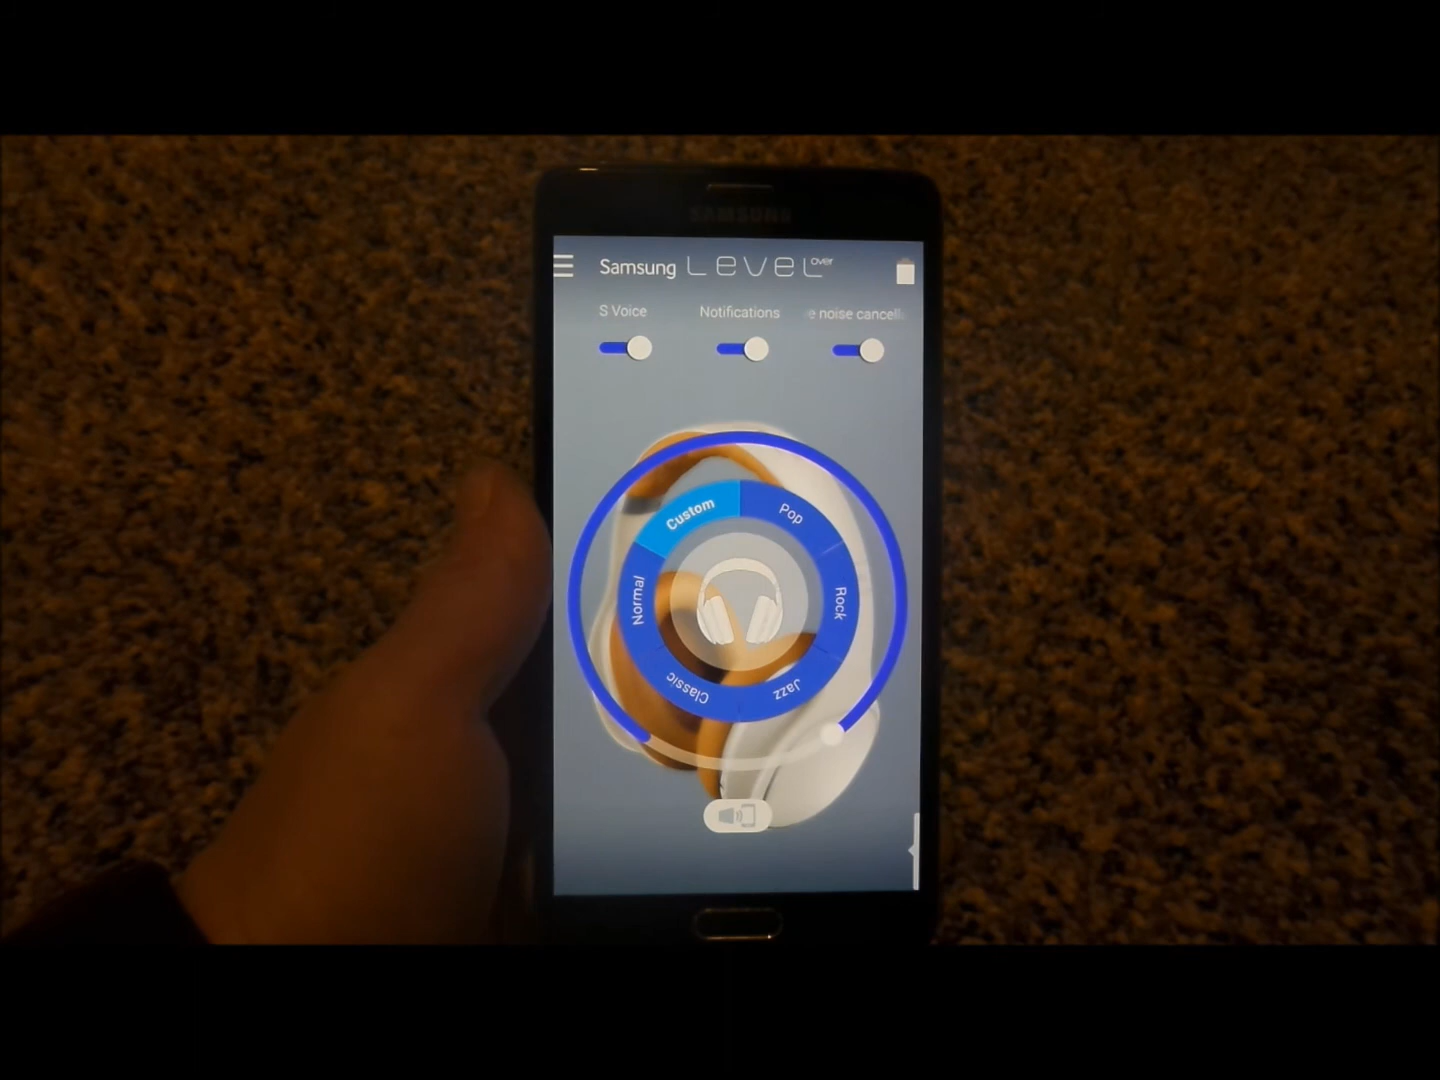 SAMSUNG
Samsung LEVEL over
S Voice
Notifications
e noise cancell
Custom
Pop
Rock
Jazz
Classic
Normal